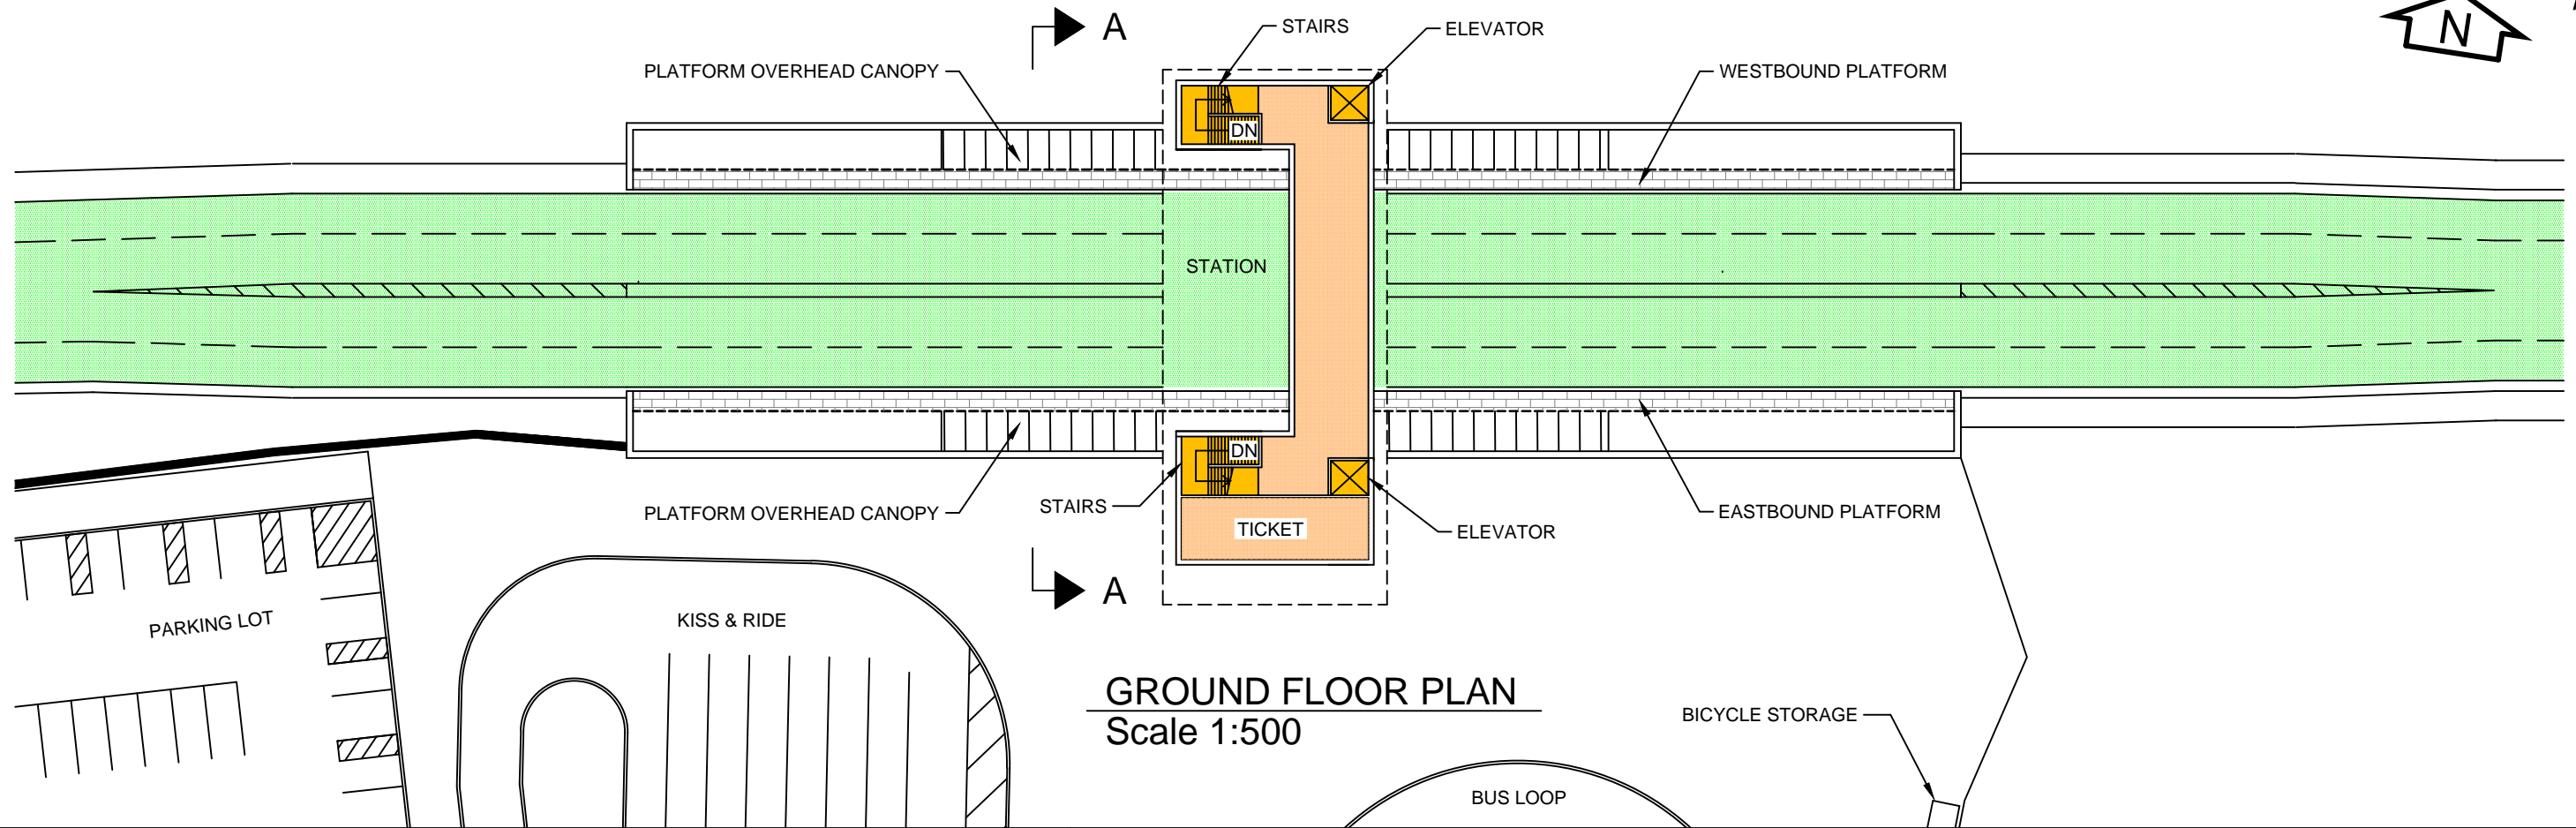 A
STAIRS
ELEVATOR
N
PLATFORM OVERHEAD CANOPY
WESTBOUND PLATFORM
DN
STATION
DN
PLATFORM OVERHEAD CANOPY
STAIRS
EASTBOUND PLATFORM
TICKET
ELEVATOR
A
PARKING LOT
KISS & RIDE
GROUND FLOOR PLAN
Scale 1:500
BICYCLE STORAGE
BUS LOOP